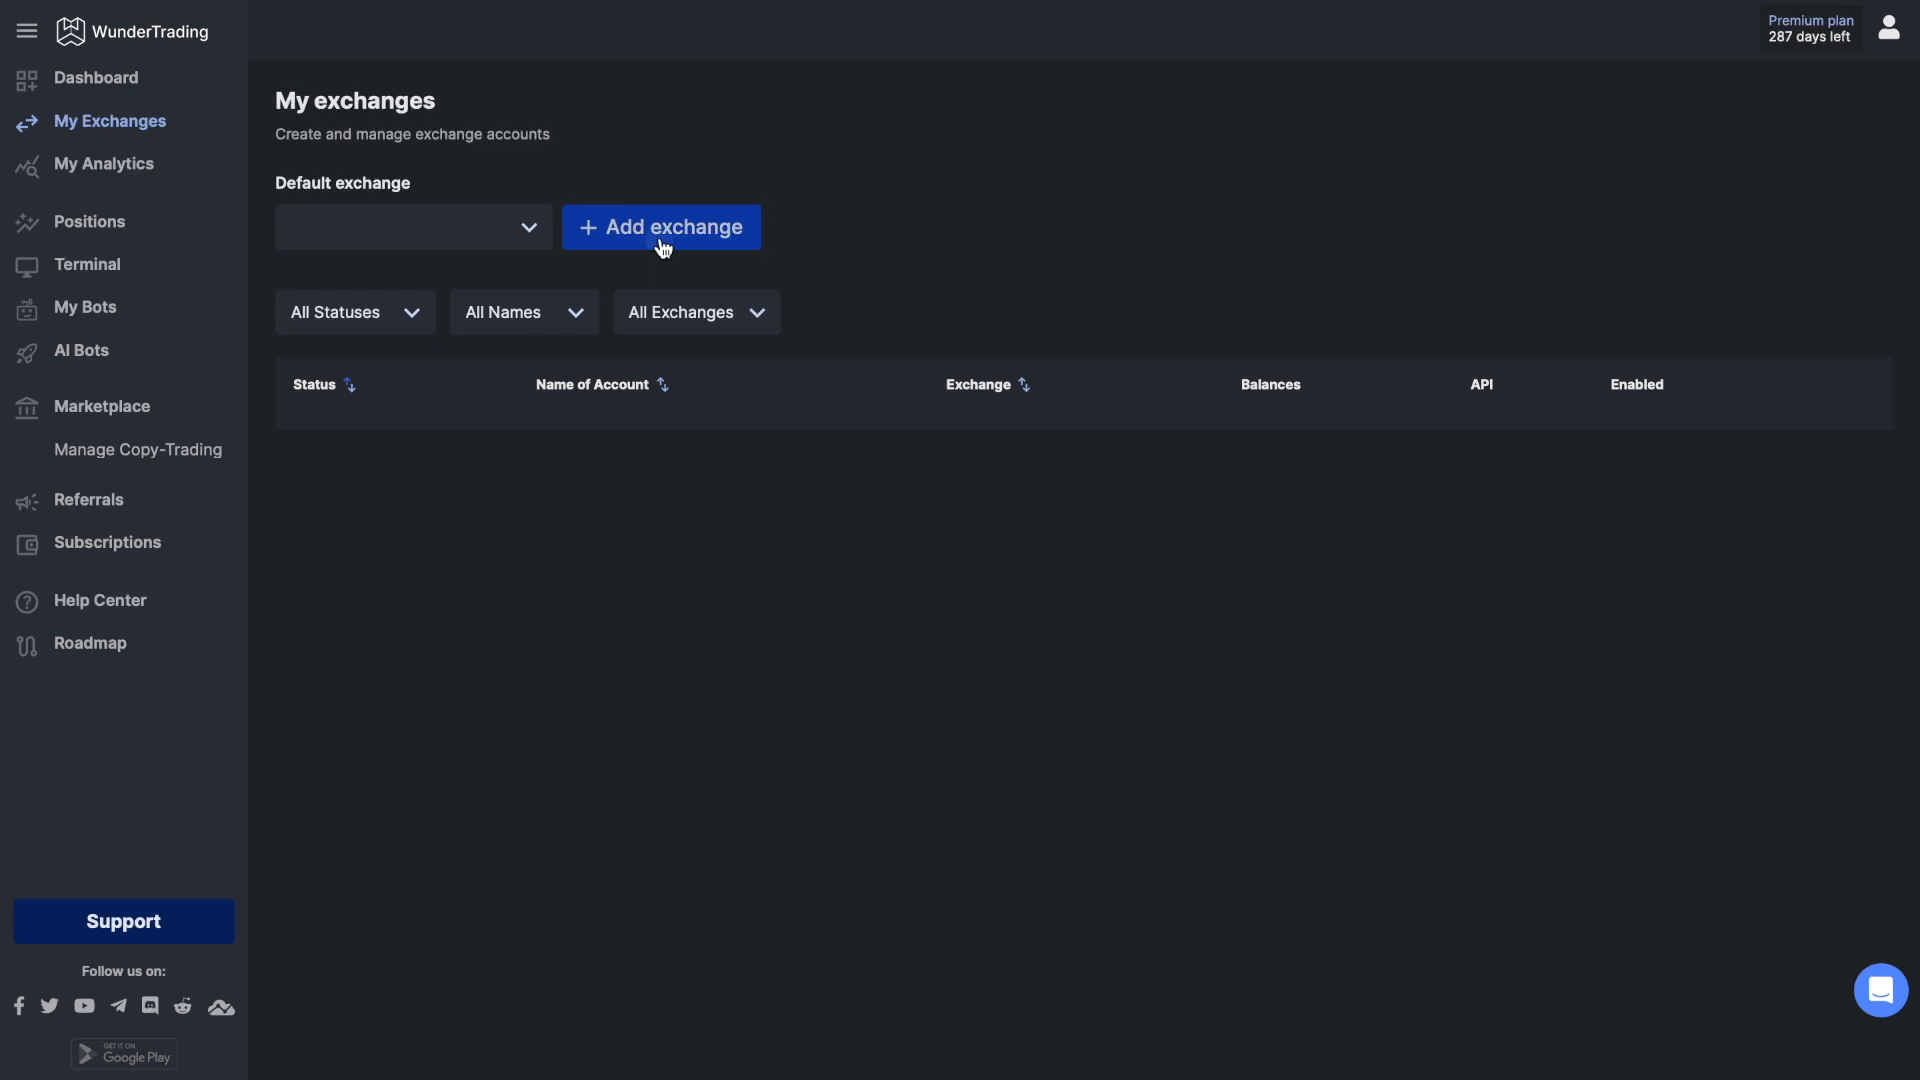 WunderTrading
Premium plan
287 days left
Dashboard
My Exchanges
My Analytics
Positions
Terminal
My Bots
AI Bots
Marketplace
Manage Copy-Trading
Referrals
Subscriptions
Help Center
Roadmap
Support
Follow us on:
GET IT ON
Google Play
My exchanges
Create and manage exchange accounts
Default exchange
+ Add exchange
All Statuses All Names All Exchanges
Status Name of Account Exchange Balances API Enabled